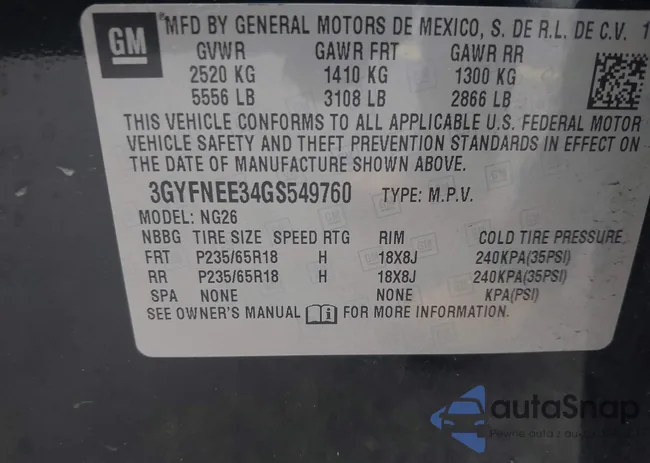 GM
MFD BY GENERAL MOTORS DE MEXICO, S. DE R.L. DE C.V. 1
GVWR GAWR FRT GAWR RR
2520 KG 1410 KG 1300 KG
5556 LB 3108 LB 2866 LB
THIS VEHICLE CONFORMS TO ALL APPLICABLE U.S. FEDERAL MOTOR
VEHICLE SAFETY AND THEFT PREVENTION STANDARDS IN EFFECT ON
THE DATE OF MANUFACTURE SHOWN ABOVE.
3GYFNEE34GS549760 TYPE: M.P.V.
MODEL: NG26
NBBG TIRE SIZE SPEED RTG RIM COLD TIRE PRESSURE
FRT P235/65R18 H 18X8J 240KPA(35PSI)
RR P235/65R18 H 18X8J 240KPA(35PSI)
SPA NONE NONE KPA(PSI)
SEE OWNER'S MANUAL i FOR MORE INFORMATION.
autaSnap
Pewne auta z